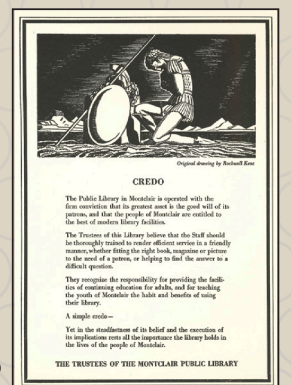 Original drawing by Rockwell Kent
CREDO
The Public Library in Montclair is operated with the
firm conviction that its greatest asset is the good will of its
patrons, and that the people of Montclair are entitled to
the best of modern library facilities.
The Trustees of this Library believe that the Staff should
be thoroughly trained to render efficient service in a friendly
manner, whether fitting the right book, magazine or picture
to the need of a patron, or helping to find the answer to a
difficult question.
They recognize the responsibility for providing the facili-
ties of continuing education for adults, and for teaching
the youth of Montclair the habit and benefits of using
their library.
A simple credo—
Yet in the steadfastness of its belief and the execution of
its implications rests all the importance the library holds in
the lives of the people of Montclair.
THE TRUSTEES OF THE MONTCLAIR PUBLIC LIBRARY